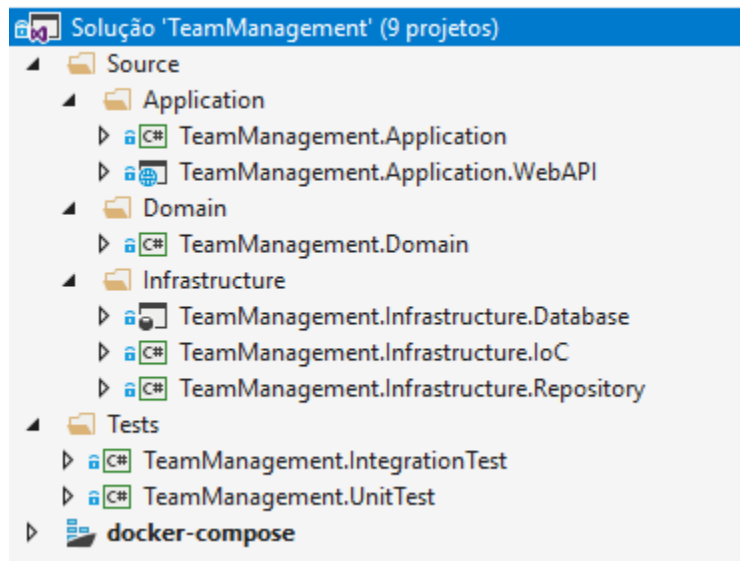 Solução 'TeamManagement' (9 projetos)
Source
Application
C# TeamManagement.Application
TeamManagement.Application.WebAPI
Domain
C# TeamManagement.Domain
Infrastructure
TeamManagement.Infrastructure.Database
C# TeamManagement.Infrastructure.IoC
C# TeamManagement.Infrastructure.Repository
Tests
C# TeamManagement.IntegrationTest
C# TeamManagement.UnitTest
docker-compose